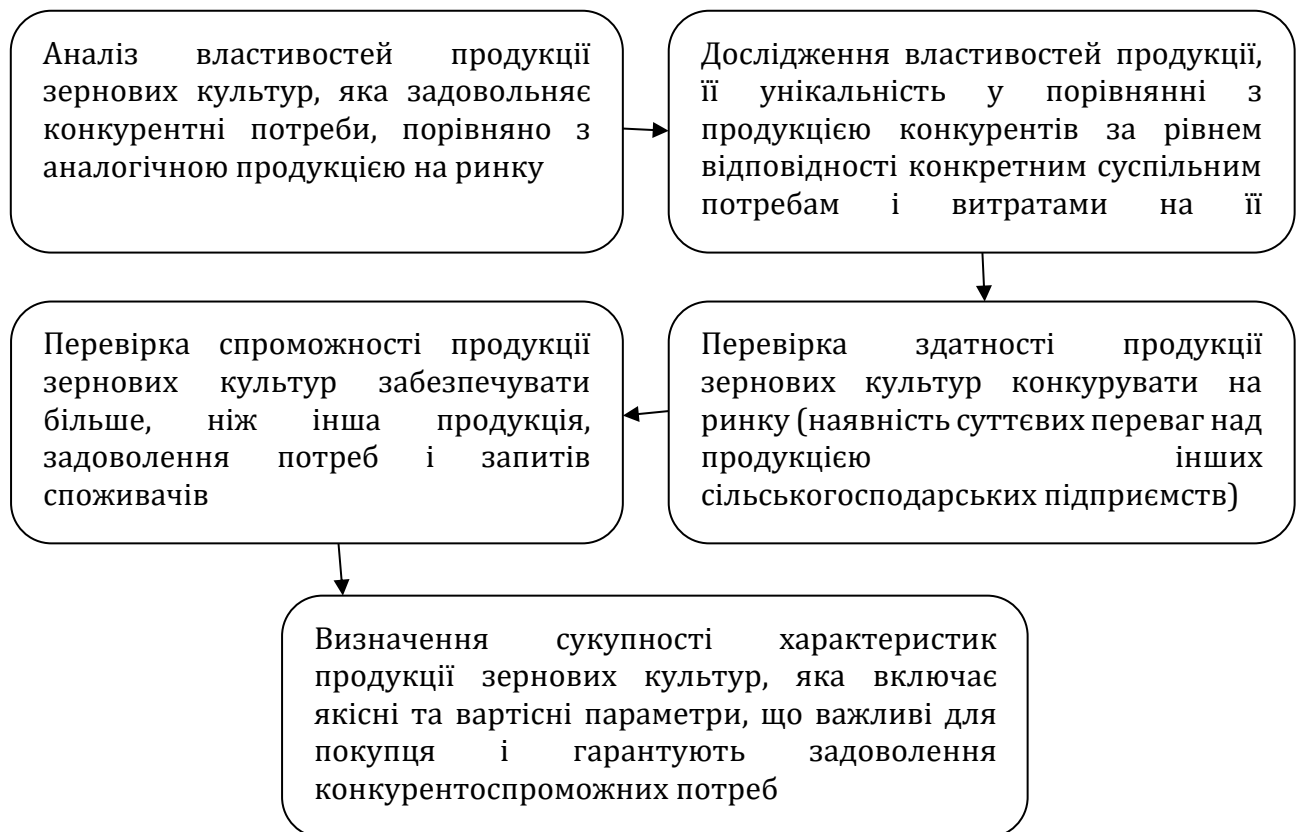 Аналіз властивостей продукції
зернових культур, яка задовольняє
конкурентні потреби, порівняно з
аналогічною продукцією на ринку
Дослідження властивостей продукції,
її унікальність у порівнянні з
продукцією конкурентів за рівнем
відповідності конкретним суспільним
потребам і витратами на її
Перевірка здатності продукції
зернових культур конкурувати на
ринку (наявність суттєвих переваг над
продукцією інших
сільськогосподарських підприємств)
Перевірка спроможності продукції
зернових культур забезпечувати
більше, ніж інша продукція,
задоволення потреб і запитів
споживачів
Визначення сукупності характеристик
продукції зернових культур, яка включає
якісні та вартісні параметри, що важливі для
покупця і гарантують задоволення
конкурентоспроможних потреб